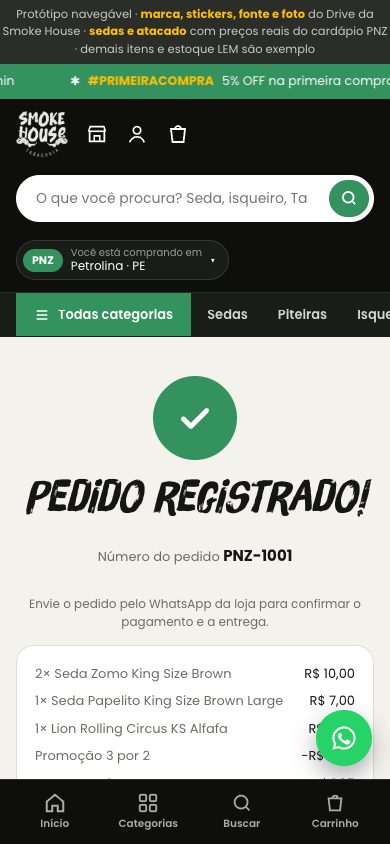 Protótipo navegável · marca, stickers, fonte e foto do Drive da
Smoke House · sedas e atacado com preços reais do cardápio PNZ
· demais itens e estoque LEM são exemplo
#PRIMEIRACOMPRA 5% OFF na primeira
SMOKE
HOUSE
TABACARIA
O que você procura? Seda, isqueiro, Ta
PNZ
Você está comprando em
Petrolina · PE
Todas categorias
Sedas
Piteiras
PEDIDO REGISTRADO!
Número do pedido PNZ-1001
Envie o pedido pelo WhatsApp da loja para confirmar o
pagamento e a entrega.
2× Seda Zomo King Size Brown R$ 10,00
1× Seda Papelito King Size Brown Large R$ 7,00
1× Lion Rolling Circus KS Alfafa
Promoção 3 por 2
Início
Categorias
Buscar
Carrinho